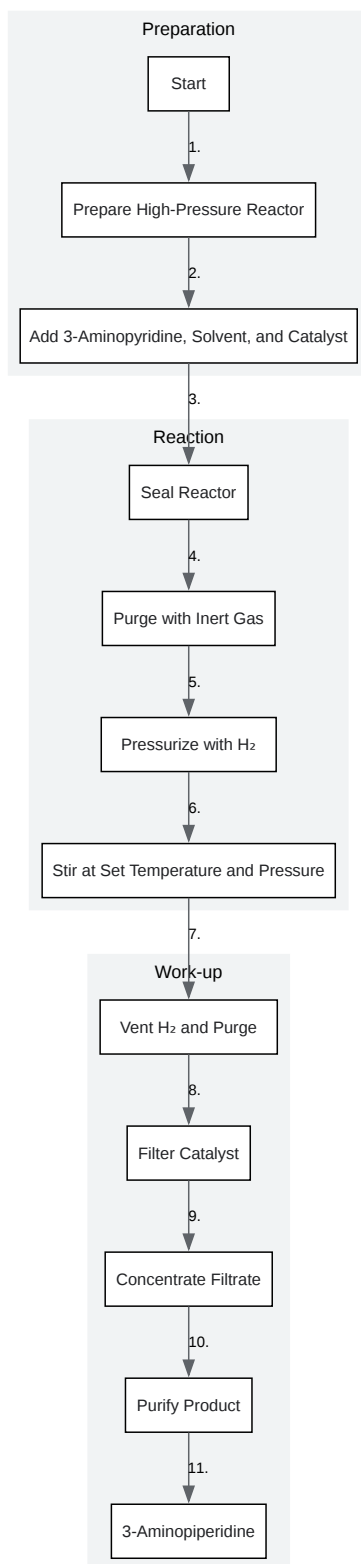 Preparation
Start
1.
Prepare High-Pressure Reactor
2.
Add 3-Aminopyridine, Solvent, and Catalyst
3.
Reaction
Seal Reactor
4.
Purge with Inert Gas
5.
Pressurize with H₂
6.
Stir at Set Temperature and Pressure
7.
Work-up
Vent H₂ and Purge
8.
Filter Catalyst
9.
Concentrate Filtrate
10.
Purify Product
11.
3-Aminopiperidine